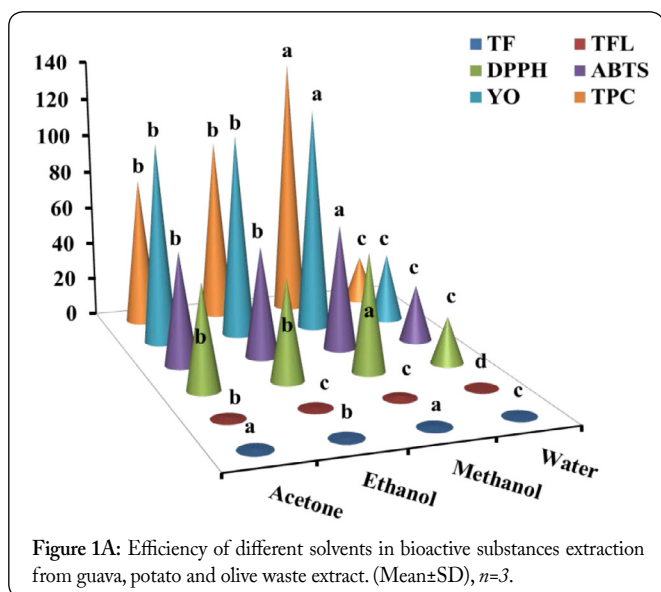 140
120
100
80
60
40
20
0
TF TFL
DPPH ABTS
YO TPC
a
a
b b b b
b b a
c c c c
b b a
b c c d
a b a c
Acetone Ethanol Methanol Water
Figure 1A: Efficiency of different solvents in bioactive substances extraction
from guava, potato and olive waste extract. (Mean±SD), n=3.